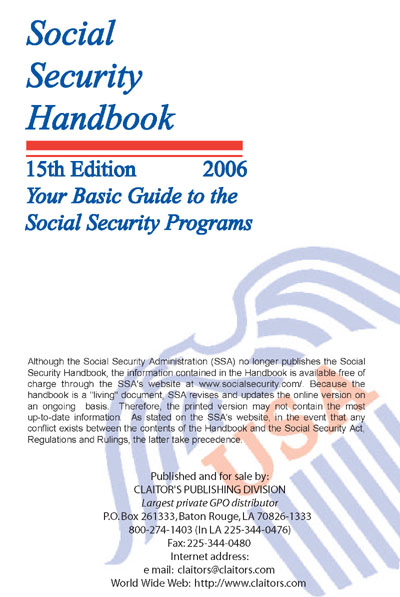 Social
Security
Handbook
15th Edition 2006
Your Basic Guide to the
Social Security Programs
Although the Social Security Administration (SSA) no longer publishes the Social
Security Handbook, the information contained in the Handbook is available free of
charge through the SSA's website at www.socialsecurity.com/. Because the
handbook is a "living" document, SSA revises and updates the online version on
an ongoing basis. Therefore, the printed version may not contain the most
up-to-date information. As stated on the SSA's website, in the event that any
conflict exists between the contents of the Handbook and the Social Security Act,
Regulations and Rulings, the latter take precedence.
USA
Published and for sale by:
CLAITOR'S PUBLISHING DIVISION
Largest private GPO distributor
P.O. Box 261333, Baton Rouge, LA 70826-1333
800-274-1403 (In LA 225-344-0476)
Fax: 225-344-0480
Internet address:
e mail: claitors@claitors.com
World Wide Web: http://www.claitors.com